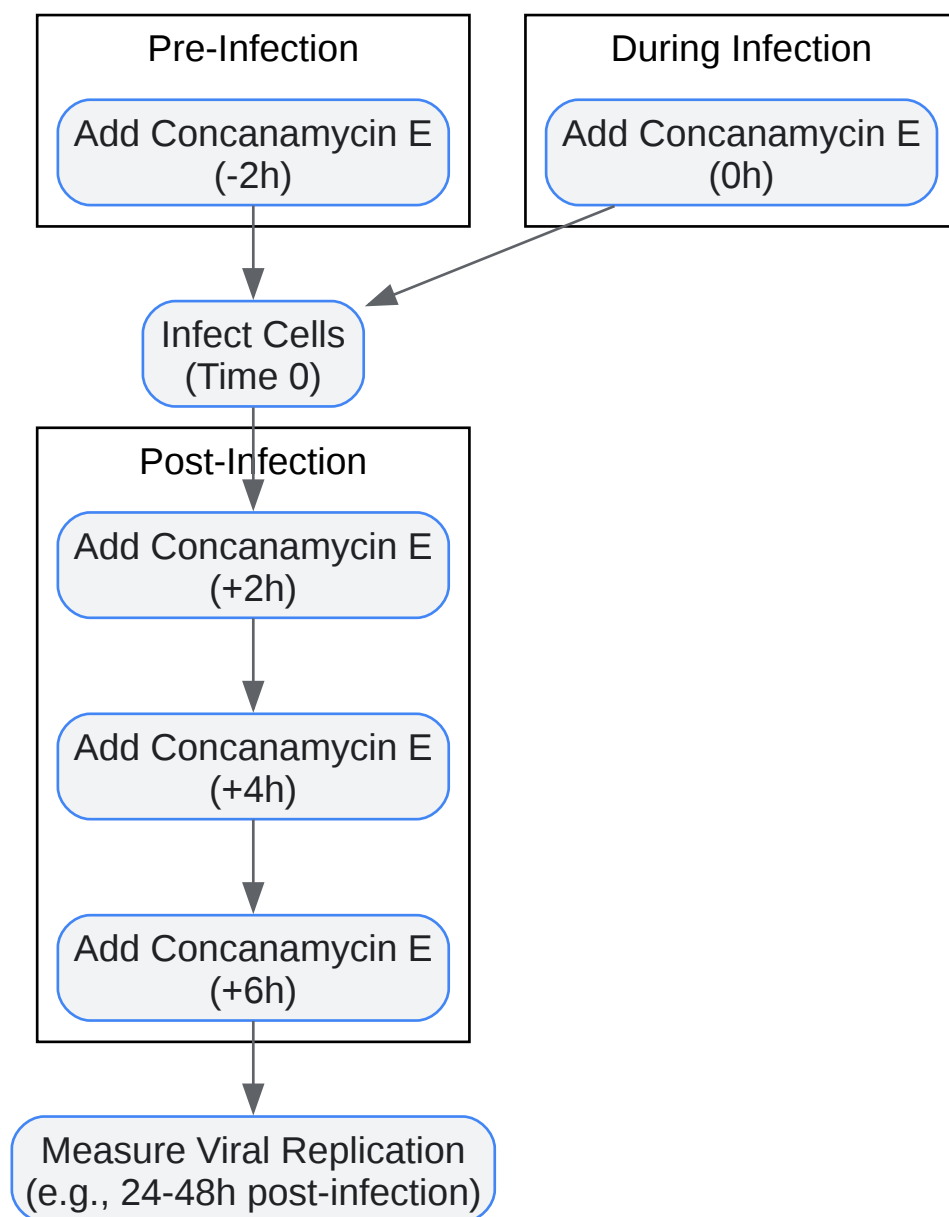 Pre-Infection
Add Concanamycin E
(-2h)
During Infection
Add Concanamycin E
(0h)
Infect Cells
(Time 0)
Post-Infection
Add Concanamycin E
(+2h)
Add Concanamycin E
(+4h)
Add Concanamycin E
(+6h)
Measure Viral Replication
(e.g., 24-48h post-infection)